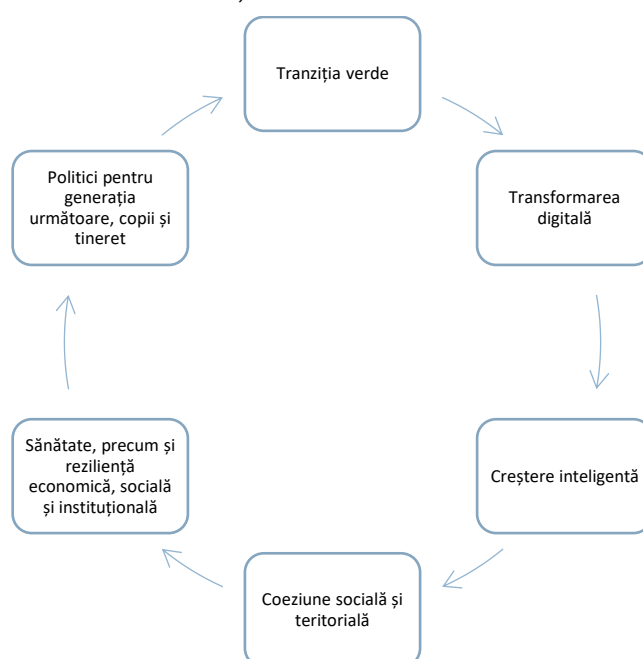 Tranziția verde
Transformarea
digitală
Creștere inteligentă
Coeziune socială și
teritorială
Sănătate, precum și
reziliență
economică, socială
și instituțională
Politici pentru
generația
următoare, copii și
tineret